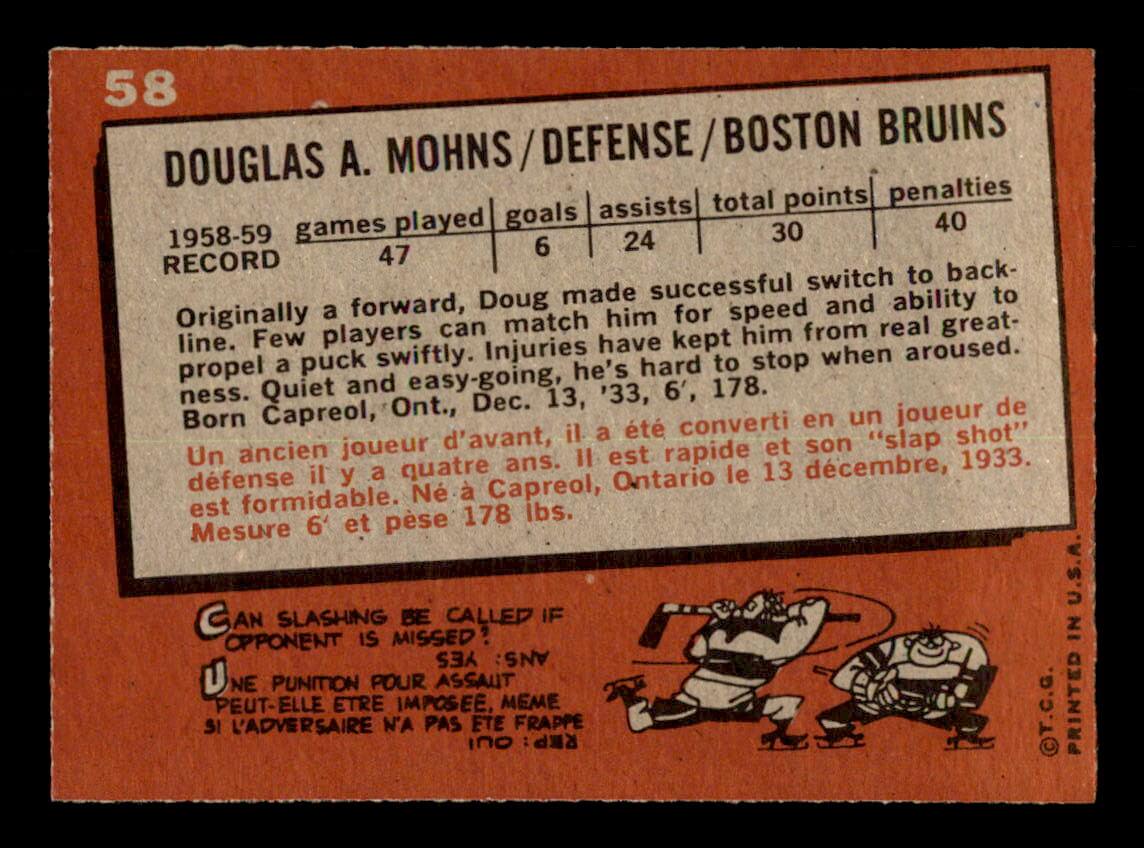 58
DOUGLAS A. MOHNS/DEFENSE/BOSTON BRUINS
1958-59 RECORD games played goals assists total points penalties
47 6 24 30 40
Originally a forward, Doug made successful switch to back-
line. Few players can match him for speed and ability to
propel a puck swiftly. Injuries have kept him from real great-
ness. Quiet and easy-going, he's hard to stop when aroused.
Born Capreol, Ont., Dec. 13, '33, 6', 178.
Un ancien joueur d'avant, il a été converti en un joueur de
défense il y a quatre ans. Il est rapide et son "slap shot"
est formidable. Né à Capreol, Ontario le 13 décembre, 1933.
Mesure 6' et pèse 178 lbs.
CAN SLASHING BE CALLED IF
OPPONENT IS MISSED?
ANS: YES
UNE PUNITION POUR ASSAUT
PEUT-ELLE ETRE IMPOSEE, MEME
SI L'ADVERSAIRE N'A PAS ETE FRAPPE
REP: OUI
©T.C.G.
PRINTED IN U.S.A.